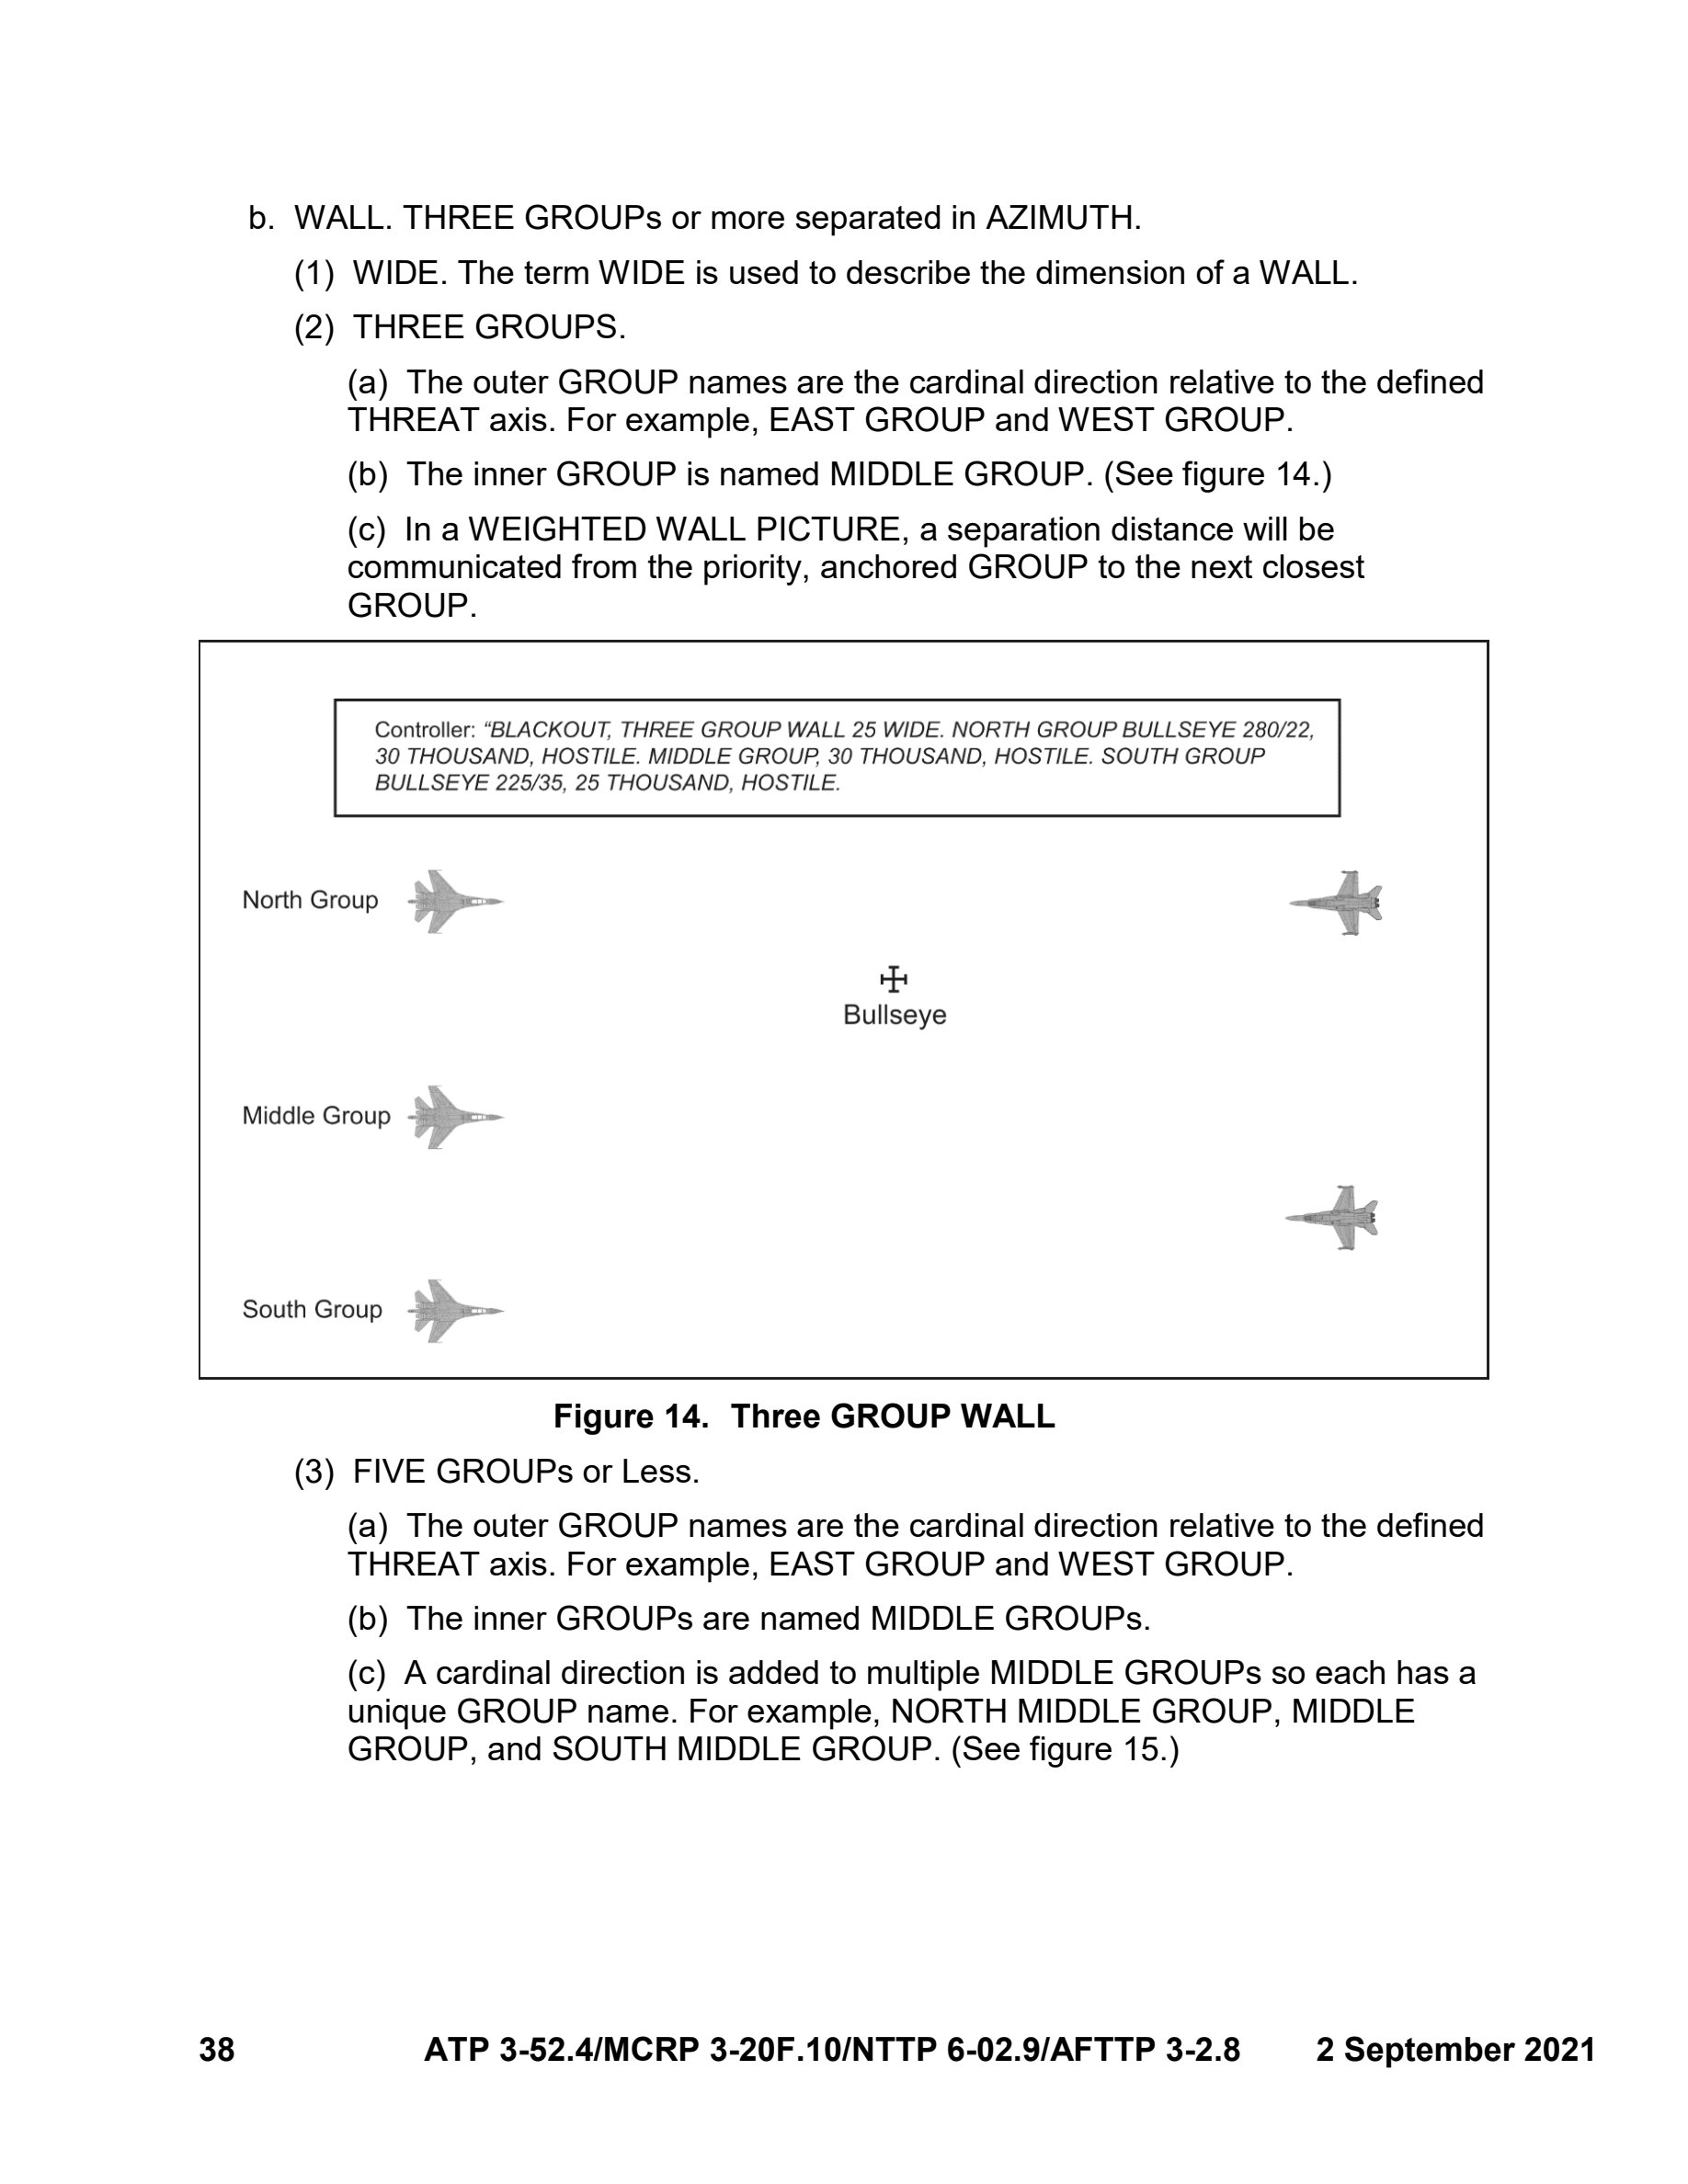 b. WALL. THREE GROUPs or more separated in AZIMUTH.
(1) WIDE. The term WIDE is used to describe the dimension of a WALL.
(2) THREE GROUPS.
(a) The outer GROUP names are the cardinal direction relative to the defined
THREAT axis. For example, EAST GROUP and WEST GROUP.
(b) The inner GROUP is named MIDDLE GROUP. (See figure 14.)
(c) In a WEIGHTED WALL PICTURE, a separation distance will be
communicated from the priority, anchored GROUP to the next closest
GROUP.
Controller: “BLACKOUT, THREE GROUP WALL 25 WIDE. NORTH GROUP BULLSEYE 280/22,
30 THOUSAND, HOSTILE. MIDDLE GROUP, 30 THOUSAND, HOSTILE. SOUTH GROUP
BULLSEYE 225/35, 25 THOUSAND, HOSTILE.
North Group
Bullseye
Middle Group
South Group
Figure 14. Three GROUP WALL
(3) FIVE GROUPs or Less.
(a) The outer GROUP names are the cardinal direction relative to the defined
THREAT axis. For example, EAST GROUP and WEST GROUP.
(b) The inner GROUPs are named MIDDLE GROUPs.
(c) A cardinal direction is added to multiple MIDDLE GROUPs so each has a
unique GROUP name. For example, NORTH MIDDLE GROUP, MIDDLE
GROUP, and SOUTH MIDDLE GROUP. (See figure 15.)
38 ATP 3-52.4/MCRP 3-20F.10/NTTP 6-02.9/AFTTP 3-2.8 2 September 2021